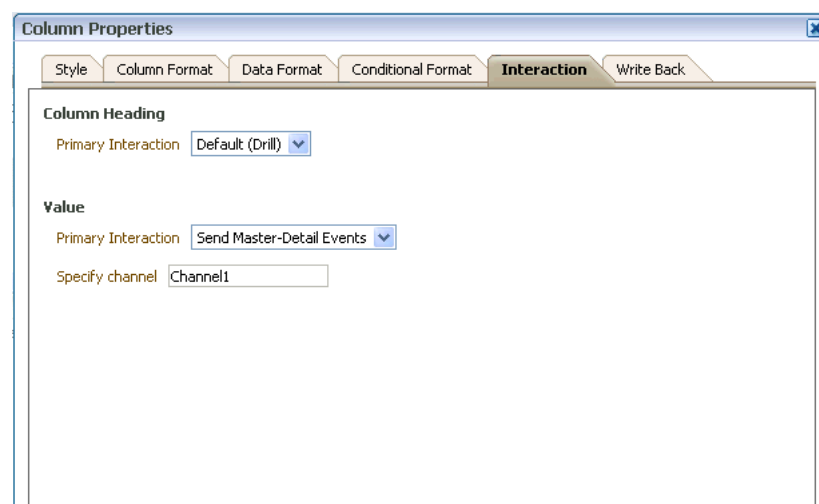 Column Properties
Style Column Format Data Format Conditional Format Interaction Write Back
Column Heading
Primary Interaction Default (Drill)
Value
Primary Interaction Send Master-Detail Events
Specify channel Channel1